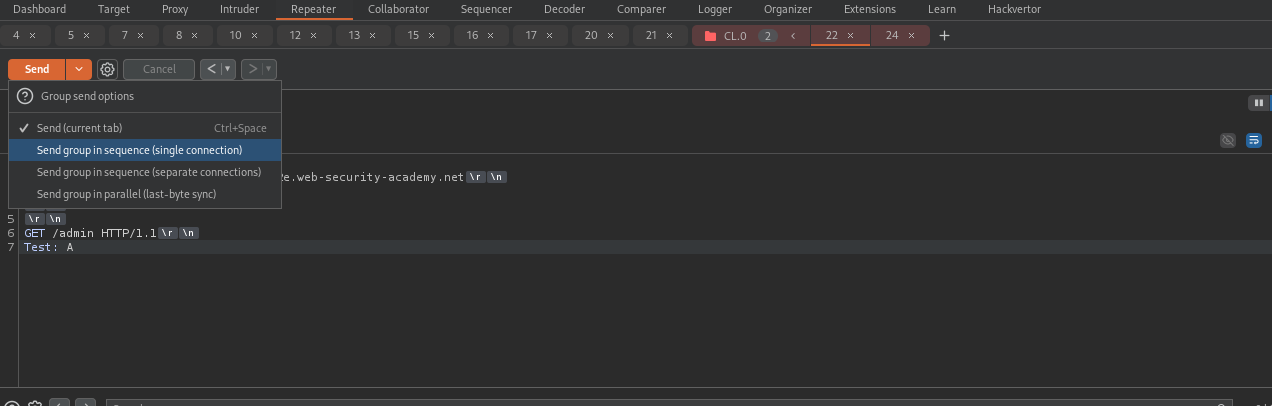 Dashboard Target Proxy Intruder Repeater Collaborator Sequencer Decoder Comparer Logger Organizer Extensions Learn Hackvertor
4 × 5 × 7 × 8 × 10 × 12 × 13 × 15 × 16 × 17 × 20 × 21 × CL.0 2 < 22 × 24 × +
Send Cancel < >
Group send options
Send (current tab) Ctrl+Space
Send group in sequence (single connection)
Send group in sequence (separate connections)
.web-security-academy.net\r \n
Send group in parallel (last-byte sync)
5 \r \n
6 GET /admin HTTP/1.1\r \n
7 Test: A